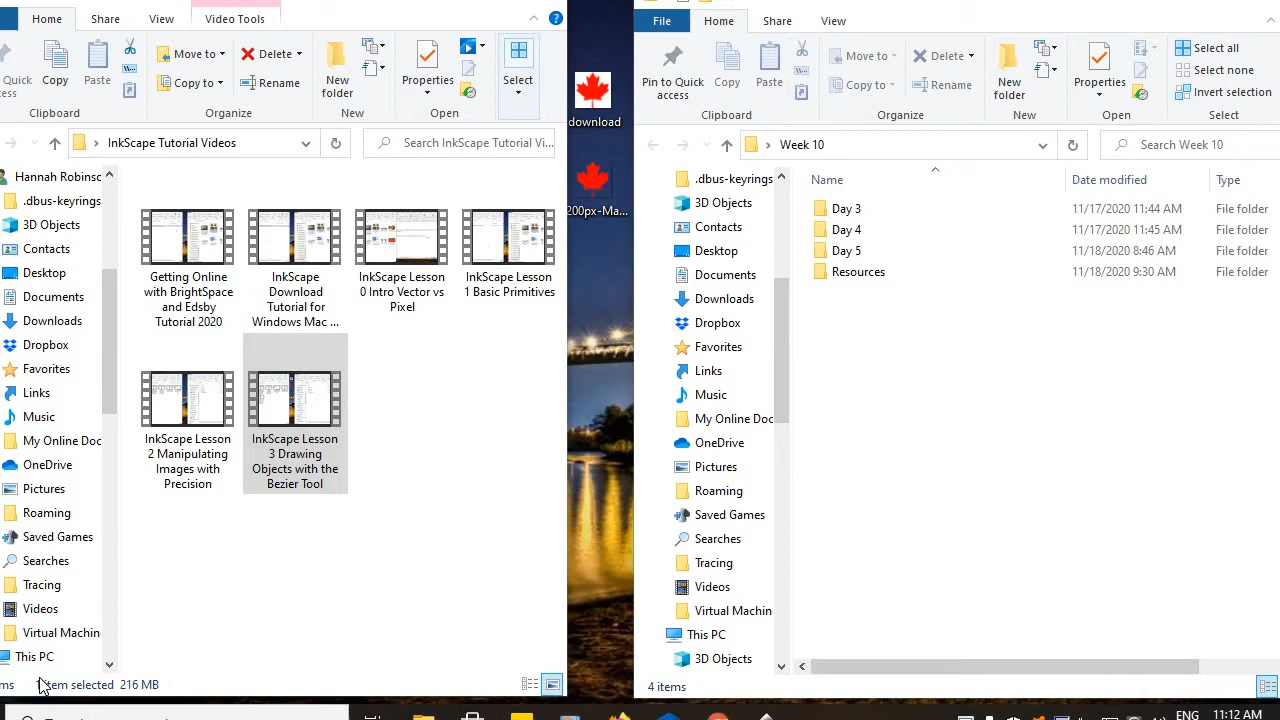 Home Share View Video Tools
Quick
cess
Copy
Paste
Move to
Copy to
Delete
Rename
New
folder
Properties
Select
Clipboard
Organize
New
Open
InkScape Tutorial Videos
Search InkScape Tutorial Vi...
Hannah Robinsc
.dbus-keyrings
3D Objects
Contacts
Desktop
Documents
Downloads
Dropbox
Favorites
Links
Music
My Online Doc
OneDrive
Pictures
Roaming
Saved Games
Searches
Tracing
Videos
Virtual Machin
This PC
Getting Online
with BrightSpace
and Edsby
Tutorial 2020
InkScape
Download
Tutorial for
Windows Mac ...
InkScape Lesson
0 Intro Vector vs
Pixel
InkScape Lesson
1 Basic Primitives
InkScape Lesson
2 Manipulating
Images with
Precision
InkScape Lesson
3 Drawing
Objects with the
Bezier Tool
selected 216 MB
download
200px-Ma...
File Home Share View
Pin to Quick
access
Copy
Paste
Move to
Copy to
Delete
Rename
New
folder
Properties
Select all
Select none
Invert selection
Clipboard
Organize
New
Open
Select
Week 10
Search Week 10
Name Date modified Type
Day 3 11/17/2020 11:44 AM File folder
Day 4 11/17/2020 11:45 AM File folder
Day 5 11/18/2020 8:46 AM File folder
Resources 11/18/2020 9:30 AM File folder
.dbus-keyrings
3D Objects
Contacts
Desktop
Documents
Downloads
Dropbox
Favorites
Links
Music
My Online Doc
OneDrive
Pictures
Roaming
Saved Games
Searches
Tracing
Videos
Virtual Machin
This PC
3D Objects
4 items
ENG 11:12 AM